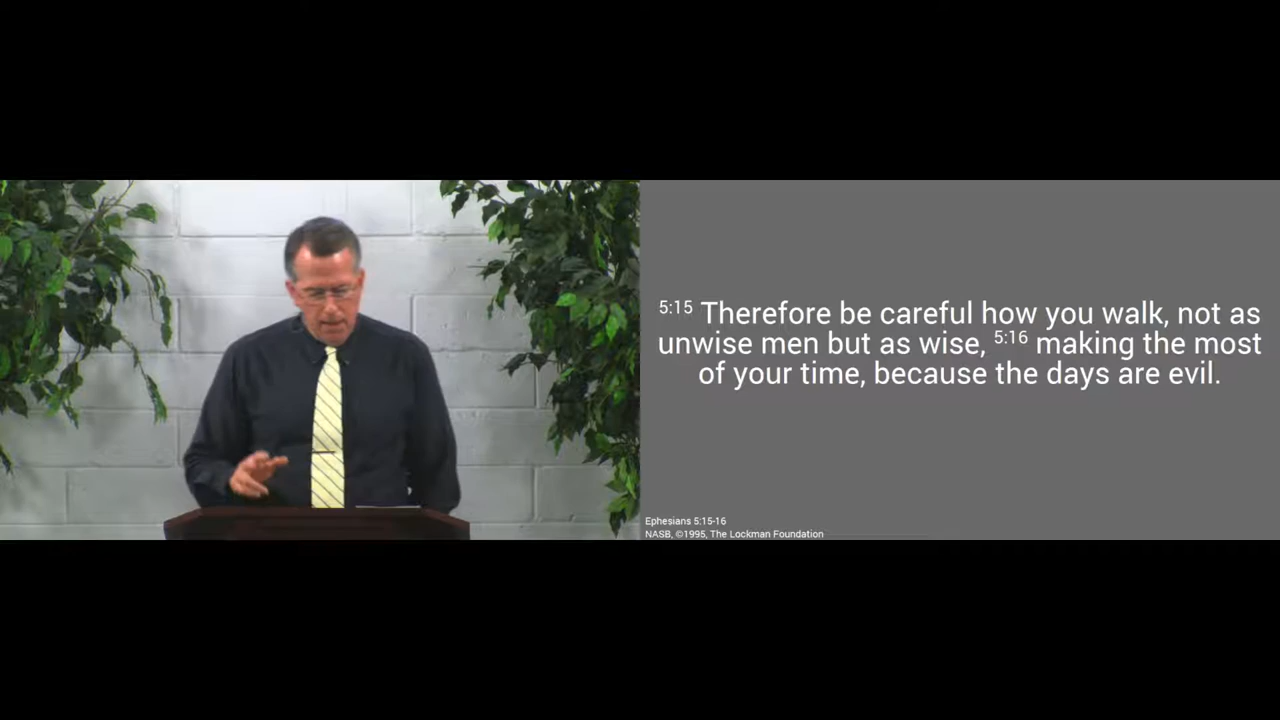 5:15 Therefore be careful how you walk, not as
unwise men but as wise, 5:16 making the most
of your time, because the days are evil.
Ephesians 5:15-16
NASB, ©1995, The Lockman Foundation